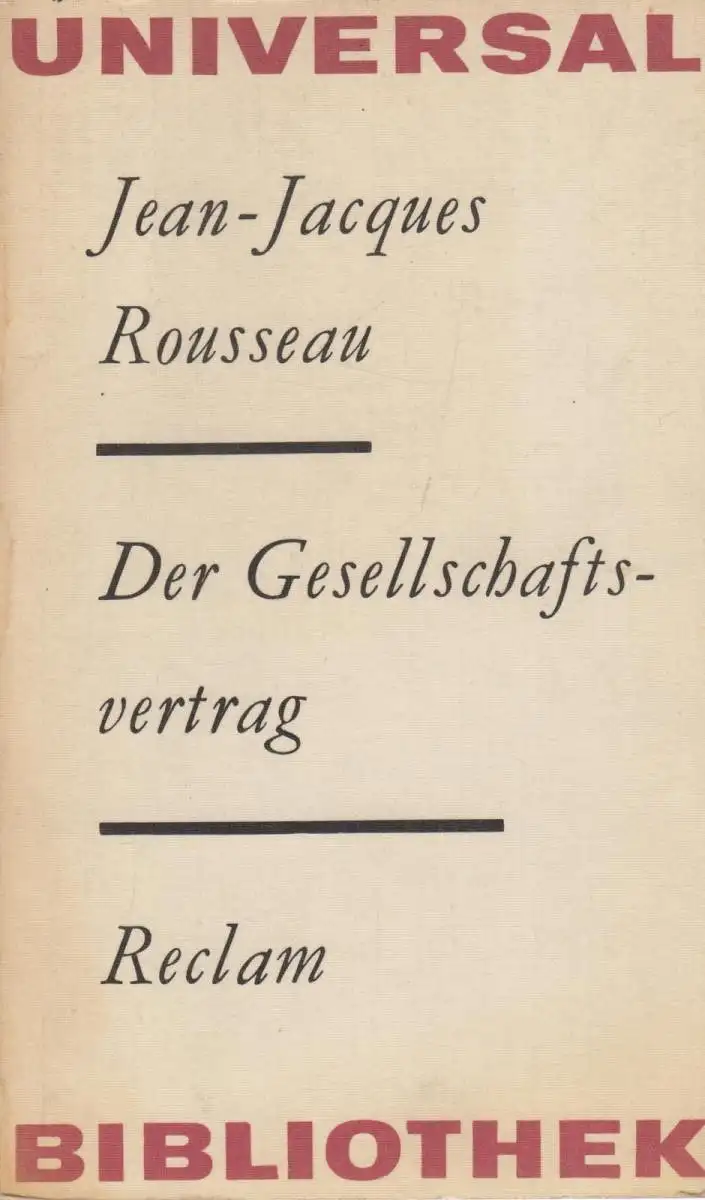 UNIVERSAL
Jean-Jacques
Rousseau
Der Gesellschafts-
vertrag
Reclam
BIBLIOTHEK